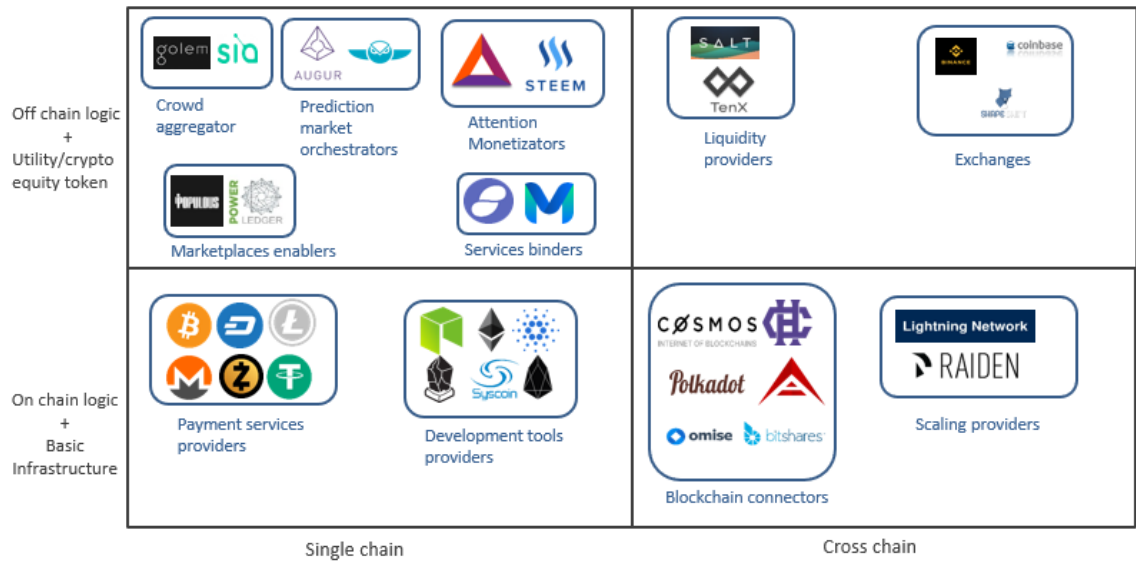 golem
sia
AUGUR
STEEM
Crowd
aggregator
Prediction
market
orchestrators
Attention
Monetizators
SALT
TenX
Liquidity
providers
BINANCE
coinbase
SHAPESHIFT
Exchanges
Off chain logic
+
Utility/crypto
equity token
POPULOUS
POWER
LEDGER
Marketplaces enablers
Services binders
Payment services
providers
Syscoin
Development tools
providers
COSMOS
INTERNET OF BLOCKCHAINS
Polkadot
omise
bitshares
Blockchain connectors
Lightning Network
RAIDEN
Scaling providers
On chain logic
+
Basic
Infrastructure
Single chain
Cross chain